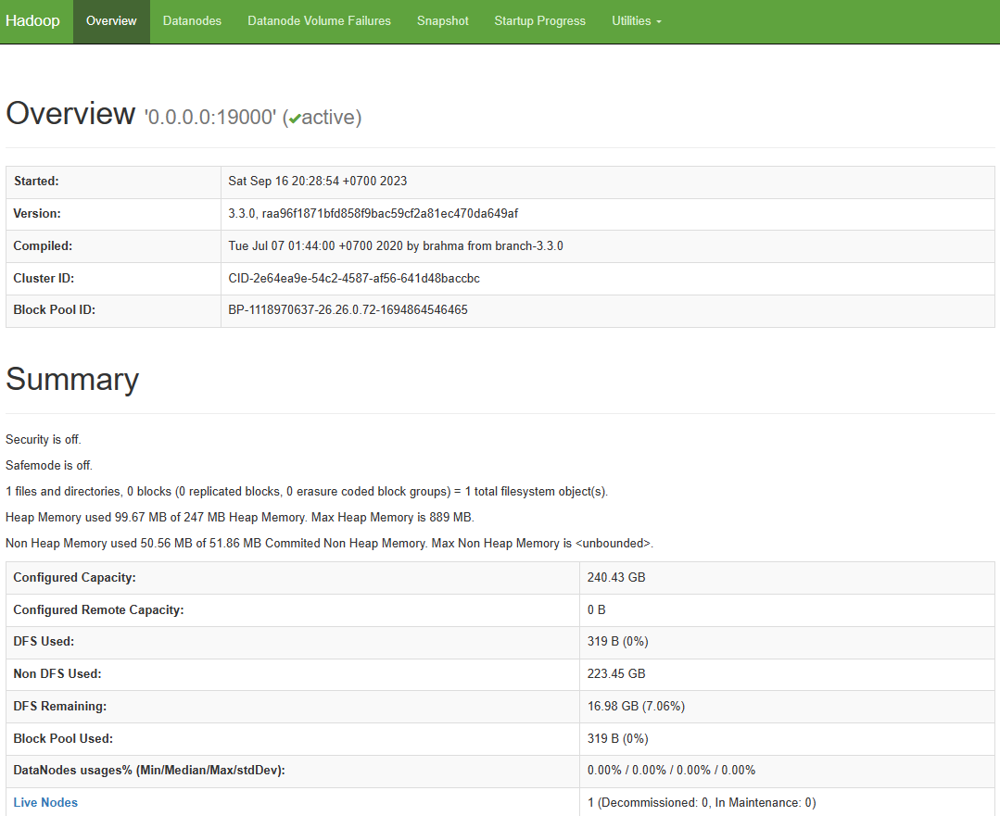 Hadoop Overview Datanodes Datanode Volume Failures Snapshot Startup Progress Utilities
Overview '0.0.0.0:19000' (✔active)
Started: Sat Sep 16 20:28:54 +0700 2023
Version: 3.3.0, raa96f1871bfd858f9bac59cf2a81ec470da649af
Compiled: Tue Jul 07 01:44:00 +0700 2020 by brahma from branch-3.3.0
Cluster ID: CID-2e64ea9e-54c2-4587-af56-641d48baccbc
Block Pool ID: BP-1118970637-26.26.0.72-1694864546465
Summary
Security is off.
Safemode is off.
1 files and directories, 0 blocks (0 replicated blocks, 0 erasure coded block groups) = 1 total filesystem object(s).
Heap Memory used 99.67 MB of 247 MB Heap Memory. Max Heap Memory is 889 MB.
Non Heap Memory used 50.56 MB of 51.86 MB Commited Non Heap Memory. Max Non Heap Memory is <unbounded>.
Configured Capacity: 240.43 GB
Configured Remote Capacity: 0 B
DFS Used: 319 B (0%)
Non DFS Used: 223.45 GB
DFS Remaining: 16.98 GB (7.06%)
Block Pool Used: 319 B (0%)
DataNodes usages% (Min/Median/Max/stdDev): 0.00% / 0.00% / 0.00% / 0.00%
Live Nodes 1 (Decommissioned: 0, In Maintenance: 0)